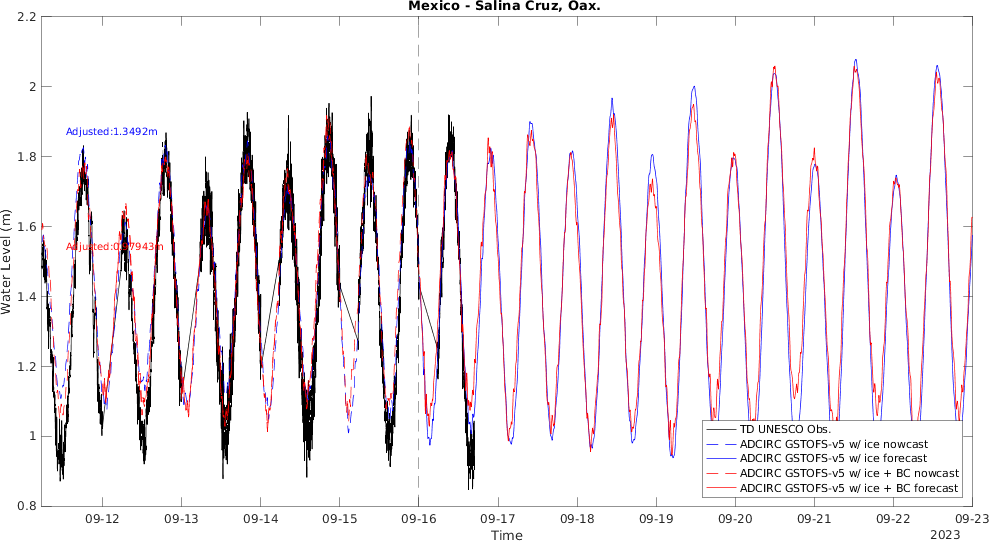 Mexico - Salina Cruz, Oax.
2.2
2
1.8
1.6
1.4
1.2
1
0.8
Water Level (m)
Adjusted:1.3492m
TD UNESCO Obs.
ADCIRC GSTOFS-v5 w/ ice nowcast
ADCIRC GSTOFS-v5 w/ ice forecast
ADCIRC GSTOFS-v5 w/ ice + BC nowcast
ADCIRC GSTOFS-v5 w/ ice + BC forecast
09-12 09-13 09-14 09-15 09-16 09-17 09-18 09-19 09-20 09-21 09-22 09-23
Time
2023